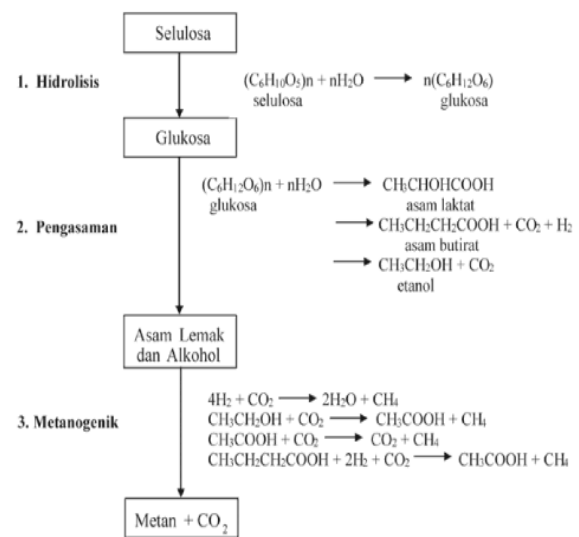 Selulosa
1. Hidrolisis
(C₆H₁₀O₅)n + nH₂O ⟶ n(C₆H₁₂O₆)
selulosa glukosa
Glukosa
(C₆H₁₂O₆)n + nH₂O ⟶ CH₃CHOHCOOH
glukosa asam laktat
2. Pengasaman
⟶ CH₃CH₂CH₂COOH + CO₂ + H₂
asam butirat
⟶ CH₃CH₂OH + CO₂
etanol
Asam Lemak
dan Alkohol
4H₂ + CO₂ ⟶ 2H₂O + CH₄
3. Metanogenik
CH₃CH₂OH + CO₂ ⟶ CH₃COOH + CH₄
CH₃COOH + CO₂ ⟶ CO₂ + CH₄
CH₃CH₂CH₂COOH + 2H₂ + CO₂ ⟶ CH₃COOH + CH₄
Metan + CO₂